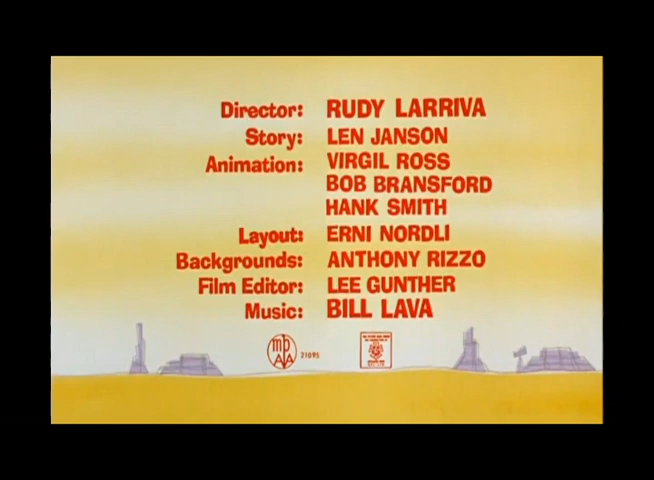 Director: RUDY LARRIVA
Story: LEN JANSON
Animation: VIRGIL ROSS
BOB BRANSFORD
HANK SMITH
Layout: ERNI NORDLI
Backgrounds: ANTHONY RIZZO
Film Editor: LEE GUNTHER
Music: BILL LAVA
mpAA 21095